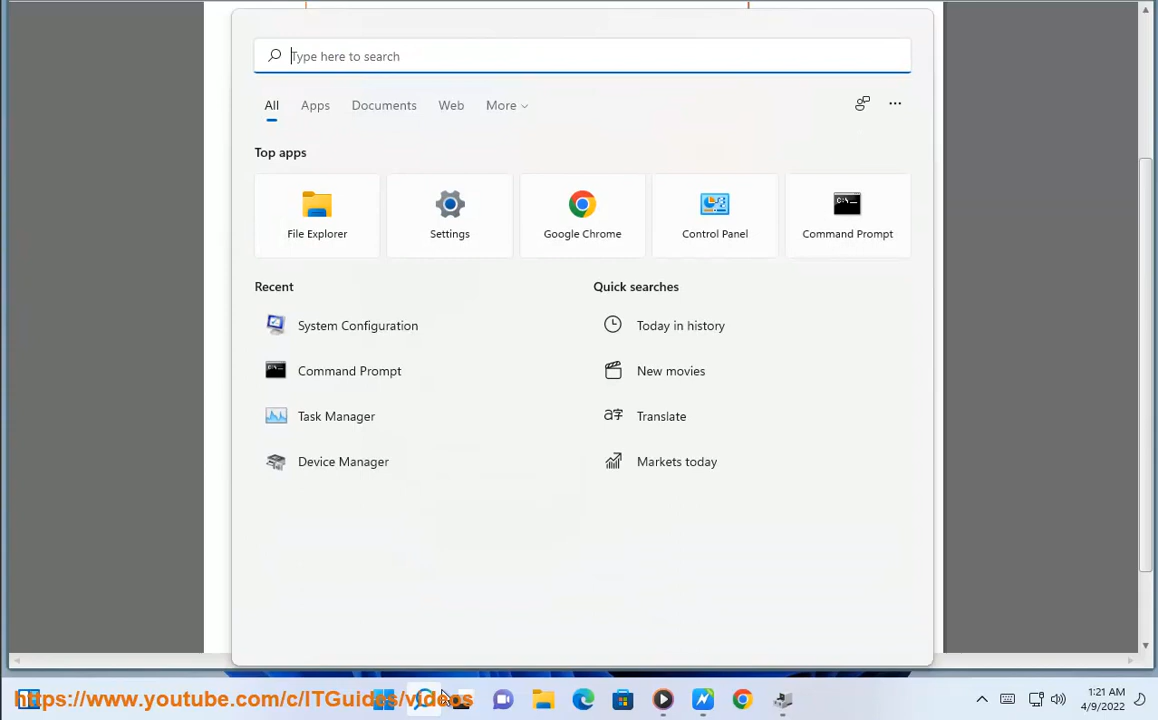 Type here to search
All Apps Documents Web More
Top apps
File Explorer Settings Google Chrome Control Panel Command Prompt
Recent Quick searches
System Configuration Today in history
Command Prompt New movies
Task Manager Translate
Device Manager Markets today
https://www.youtube.com/c/ITGuides/videos
1:21 AM
4/9/2022